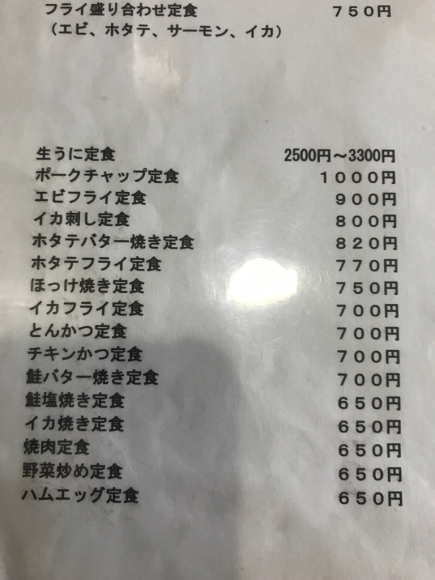 フライ盛り合わせ定食 750円
（エビ、ホタテ、サーモン、イカ）
生うに定食 2500円～3300円
ポークチャップ定食 1000円
エビフライ定食 900円
イカ刺し定食 800円
ホタテバター焼き定食 820円
ホタテフライ定食 770円
ほっけ焼き定食 750円
イカフライ定食 700円
とんかつ定食 700円
チキンかつ定食 700円
鮭バター焼き定食 700円
鮭塩焼き定食 650円
イカ焼き定食 650円
焼肉定食 650円
野菜炒め定食 650円
ハムエッグ定食 650円